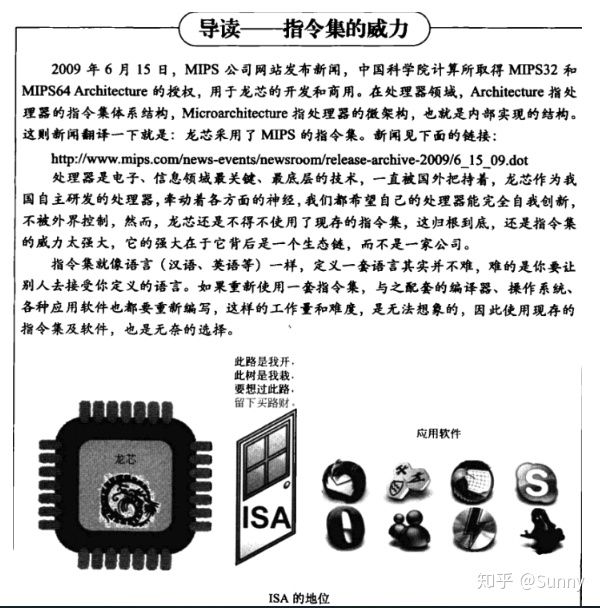 导读——指令集的威力
2009 年 6 月 15 日，MIPS 公司网站发布新闻，中国科学院计算所取得 MIPS32 和
MIPS64 Architecture 的授权，用于龙芯的开发和商用。在处理器领域，Architecture 指处
理器的指令集体系结构，Microarchitecture 指处理器的微架构，也就是内部实现的结构。
这则新闻翻译一下就是：龙芯采用了 MIPS 的指令集。新闻见下面的链接：
http://www.mips.com/news-events/newsroom/release-archive-2009/6_15_09.dot
处理器是电子、信息领域最关键、最底层的技术，一直被国外把持着，龙芯作为我
国自主研发的处理器，牵动着各方面的神经，我们都希望自己的处理器能完全自我创新，
不被外界控制，然而，龙芯还是不得不使用了现存的指令集，这归根到底，还是指令集
的威力太强大，它的强大在于它背后是一个生态链，而不是一家公司。
指令集就像语言（汉语、英语等）一样，定义一套语言其实并不难，难的是你要让
别人去接受你定义的语言。如果重新使用一套指令集，与之配套的编译器、操作系统、
各种应用软件也都要重新编写，这样的工作量和难度，是无法想象的，因此使用现存的
指令集及软件，也是无奈的选择。
此路是我开，
此树是我栽，
要想过此路，
留下买路财。
应用软件
龙芯
ISA
S
ISA 的地位
知乎 @Sunny